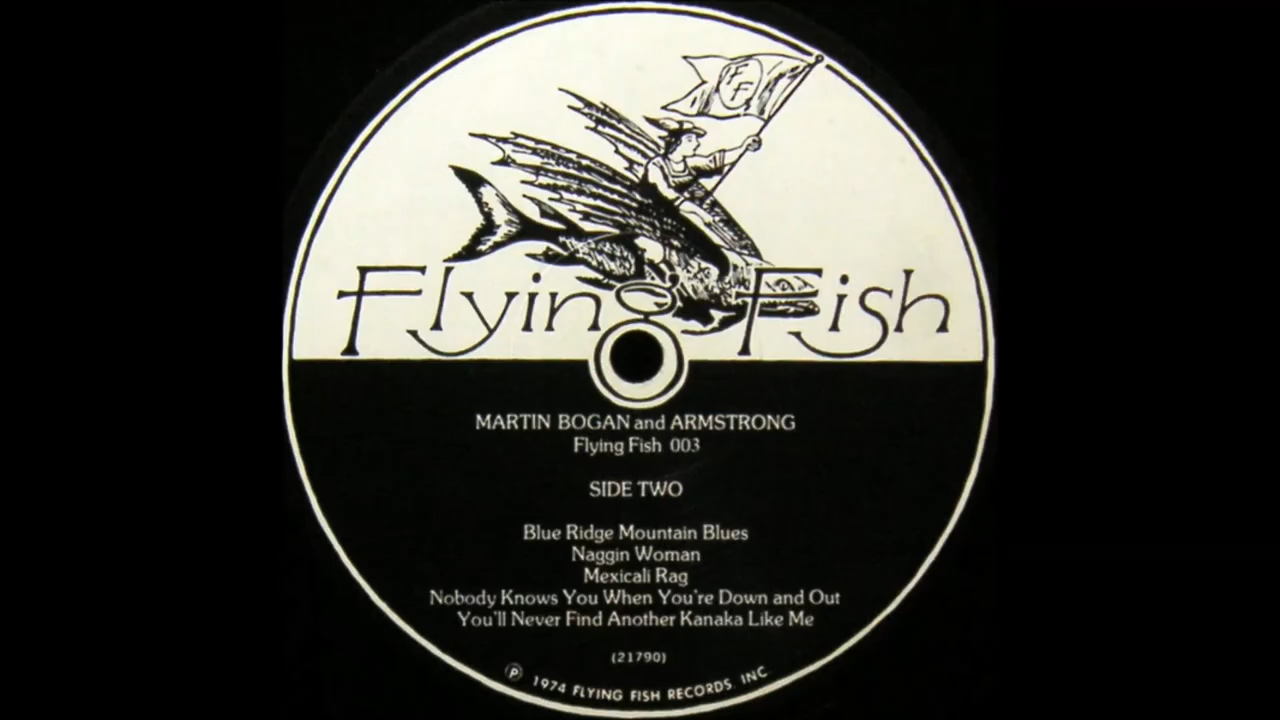 FF
Flying Fish
MARTIN BOGAN and ARMSTRONG
Flying Fish 003
SIDE TWO
Blue Ridge Mountain Blues
Naggin Woman
Mexicali Rag
Nobody Knows You When You're Down and Out
You'll Never Find Another Kanaka Like Me
(21790)
Ⓟ 1974 FLYING FISH RECORDS, INC.